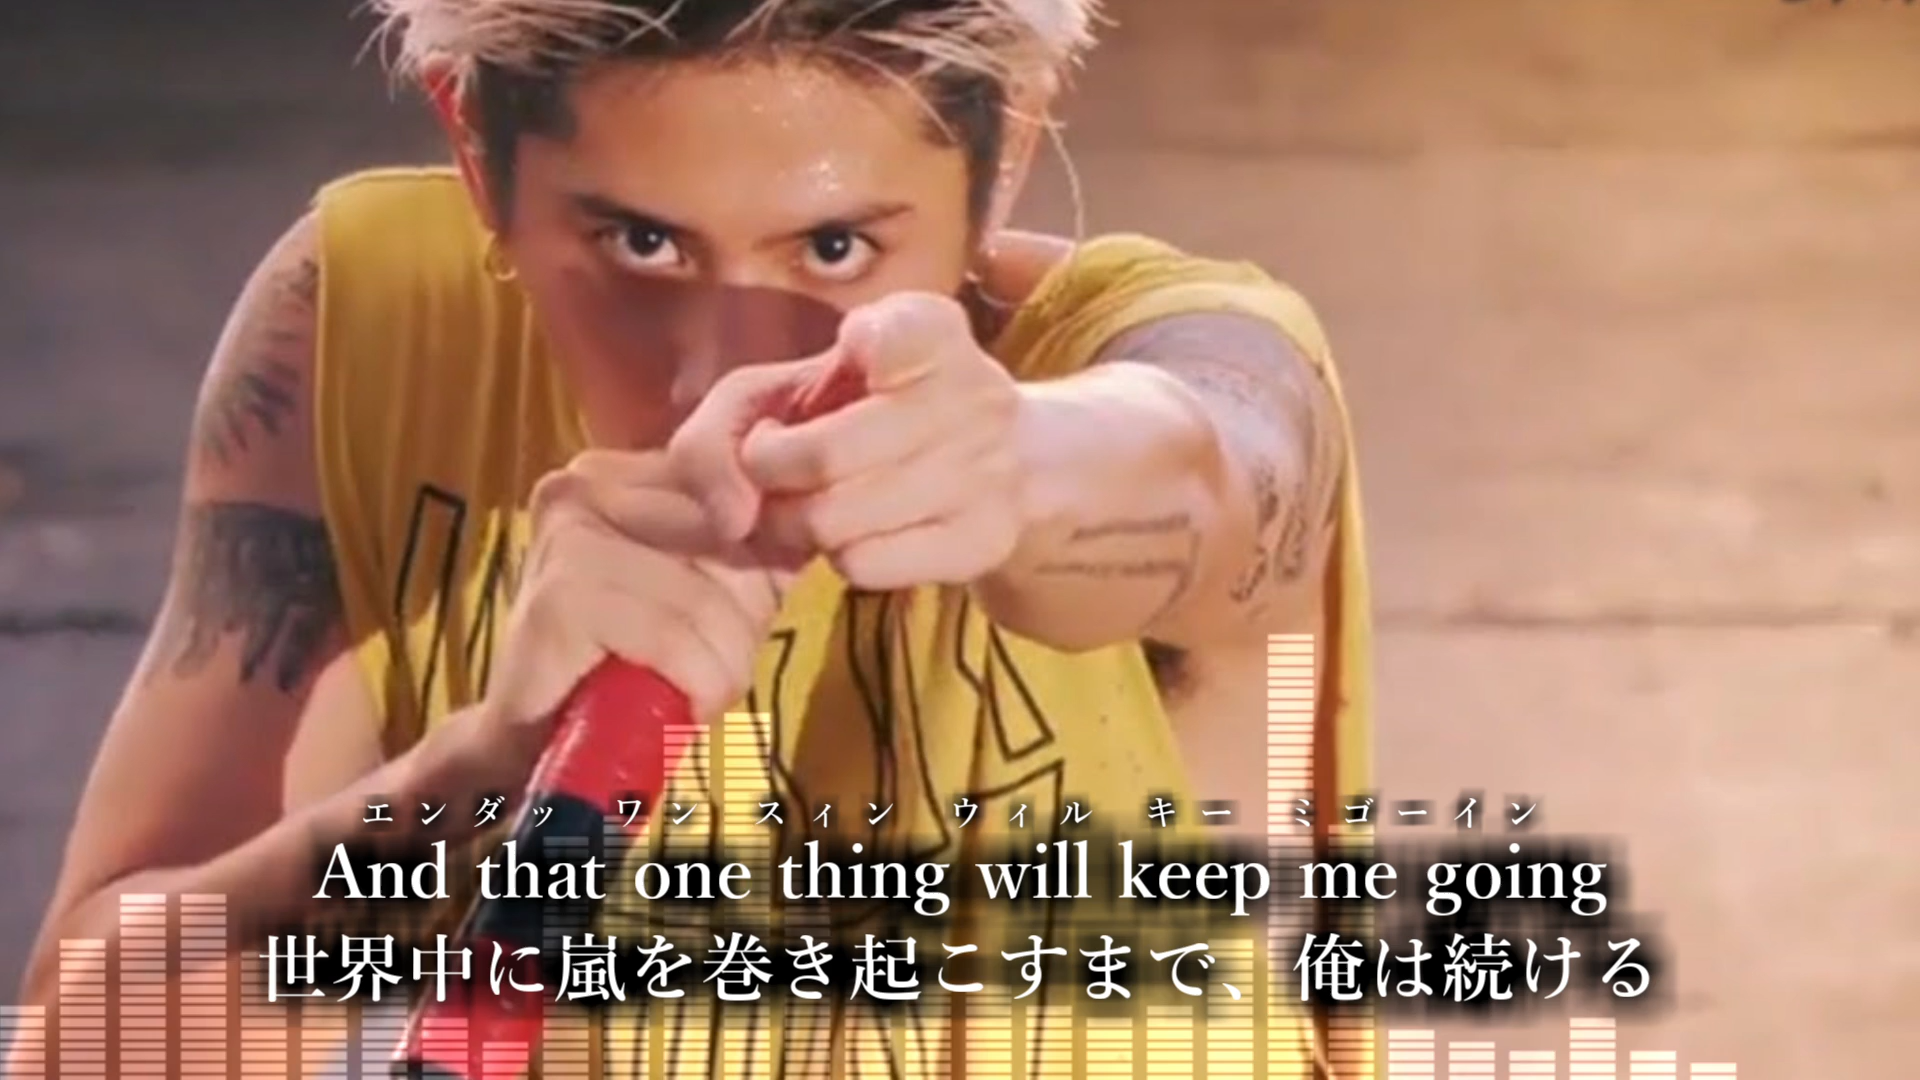 エンダッ ワン スィン ウィル キー ミゴーイン
And that one thing will keep me going
世界中に嵐を巻き起こすまで、俺は続ける